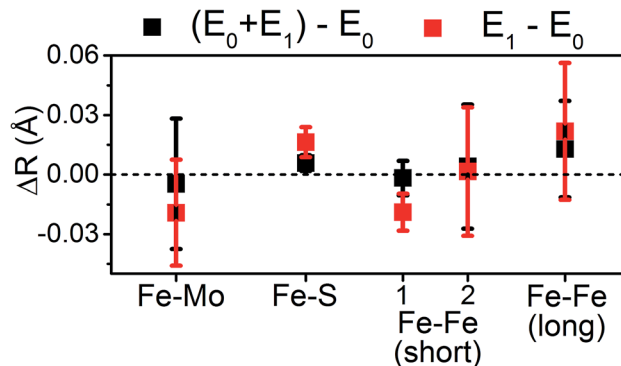 (E₀+E₁) - E₀ E₁ - E₀
0.06
0.03
0.00
-0.03
ΔR (Å)
Fe-Mo Fe-S 1 2 Fe-Fe
Fe-Fe (long)
(short)